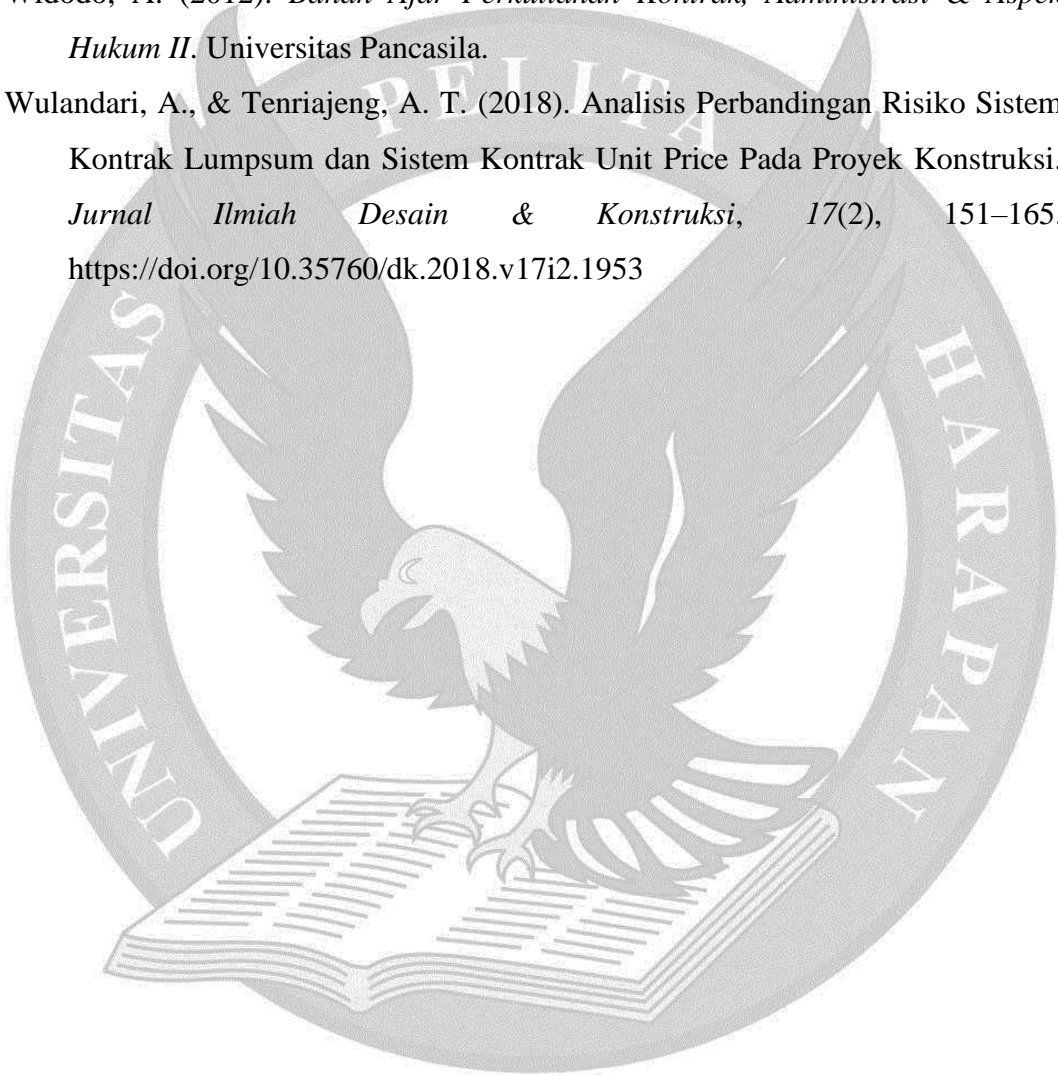 Widodo, A. (2012). Bahan Ajar Perkuliahan Kontrak, Administrasi & Aspek
Hukum II. Universitas Pancasila.
Wulandari, A., & Tenriajeng, A. T. (2018). Analisis Perbandingan Risiko Sistem
Kontrak Lumpsum dan Sistem Kontrak Unit Price Pada Proyek Konstruksi.
Jurnal Ilmiah Desain & Konstruksi, 17(2), 151–165.
https://doi.org/10.35760/dk.2018.v17i2.1953
UNIVERSITAS PELITA HARAPAN